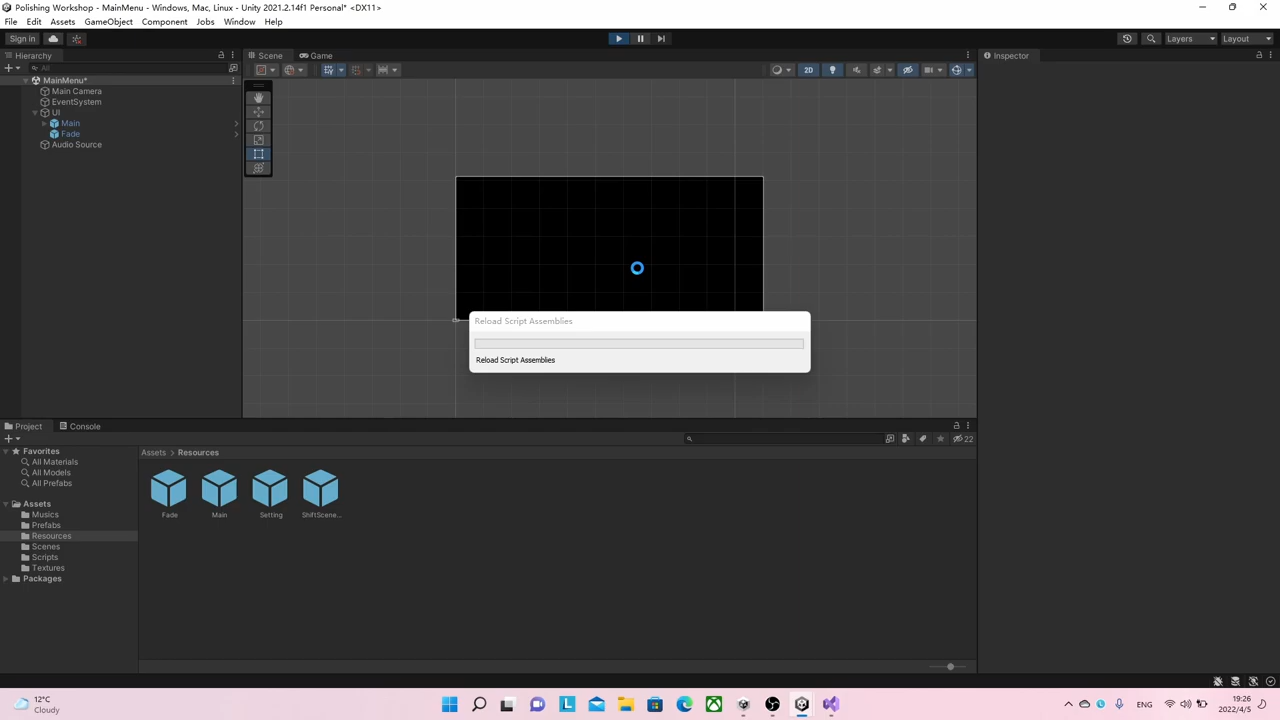 Polishing Workshop - MainMenu - Windows, Mac, Linux - Unity 2021.2.14f1 Personal* <DX11>
File Edit Assets GameObject Component Jobs Window Help
Sign in
Layers Layout
Hierarchy
Scene Game
Inspector
All
2D
MainMenu*
Main Camera
EventSystem
UI
Main
Fade
Audio Source
Reload Script Assemblies
Reload Script Assemblies
Project Console
22
Favorites
All Materials
All Models
All Prefabs
Assets > Resources
Assets
Musics
Prefabs
Resources
Scenes
Scripts
Textures
Packages
Fade Main Setting ShiftScene...
12°C
Cloudy
ENG
19:26
2022/4/5